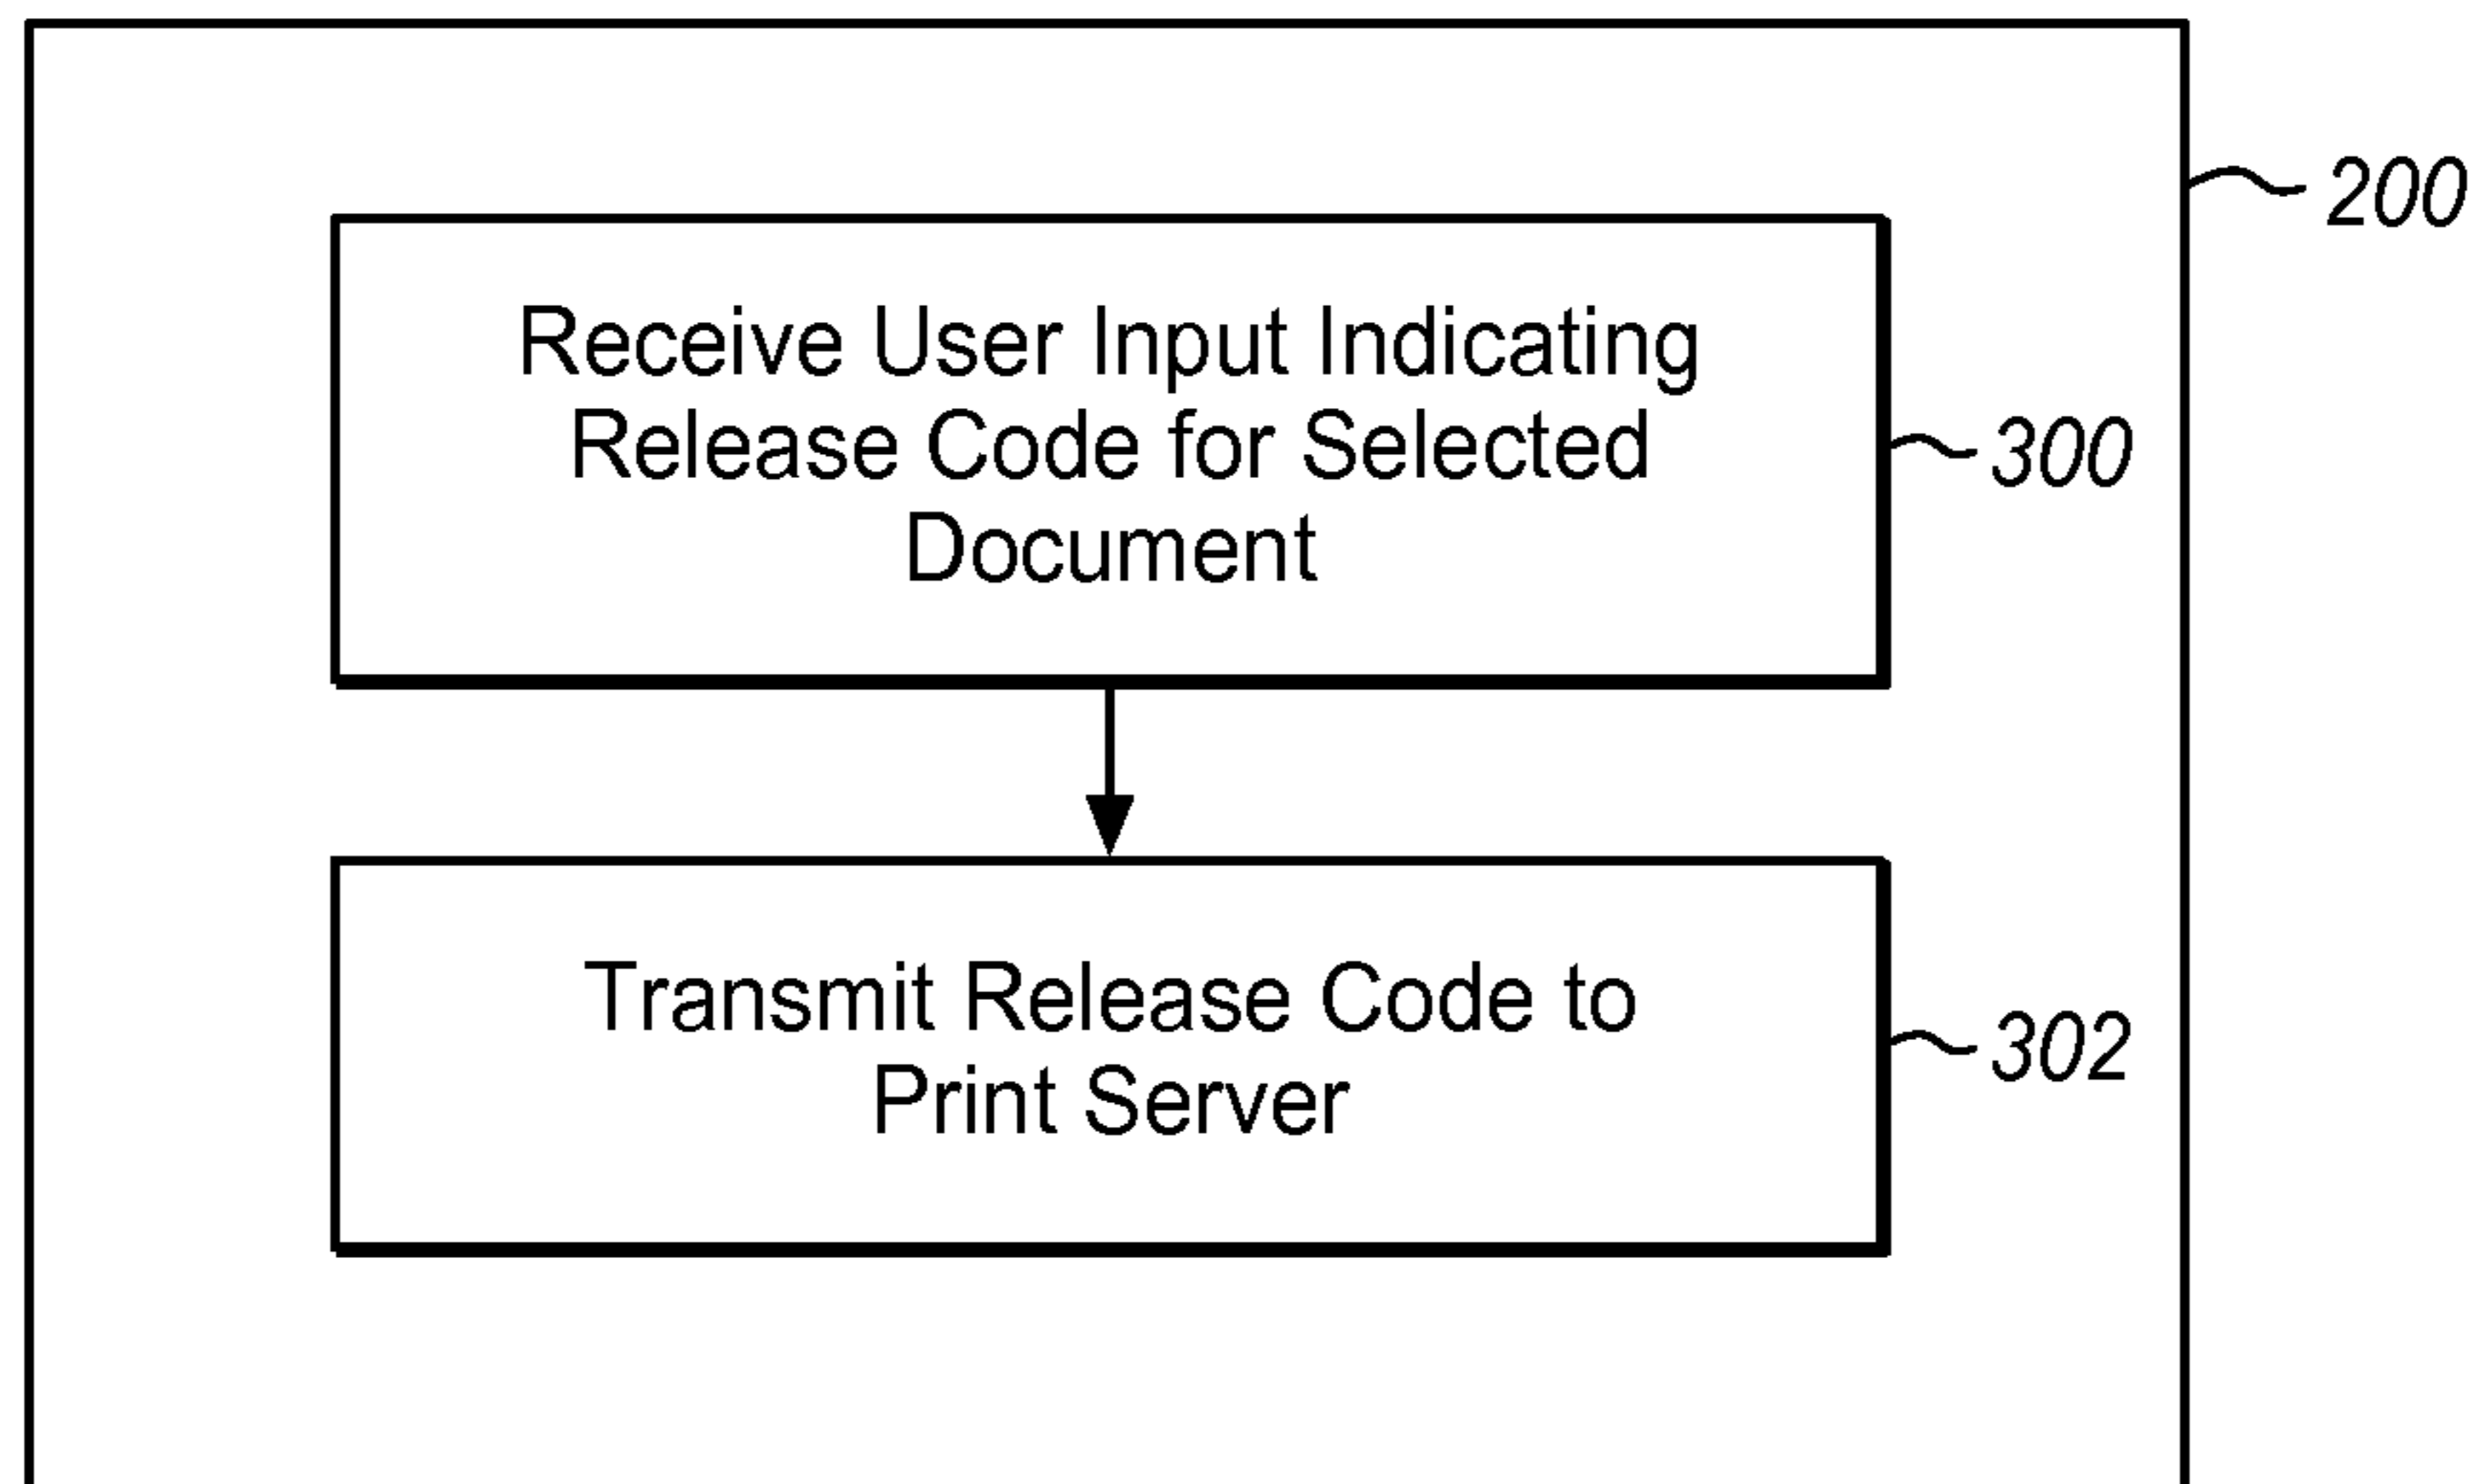 200
Receive User Input Indicating
Release Code for Selected
Document
300
Transmit Release Code to
Print Server
302